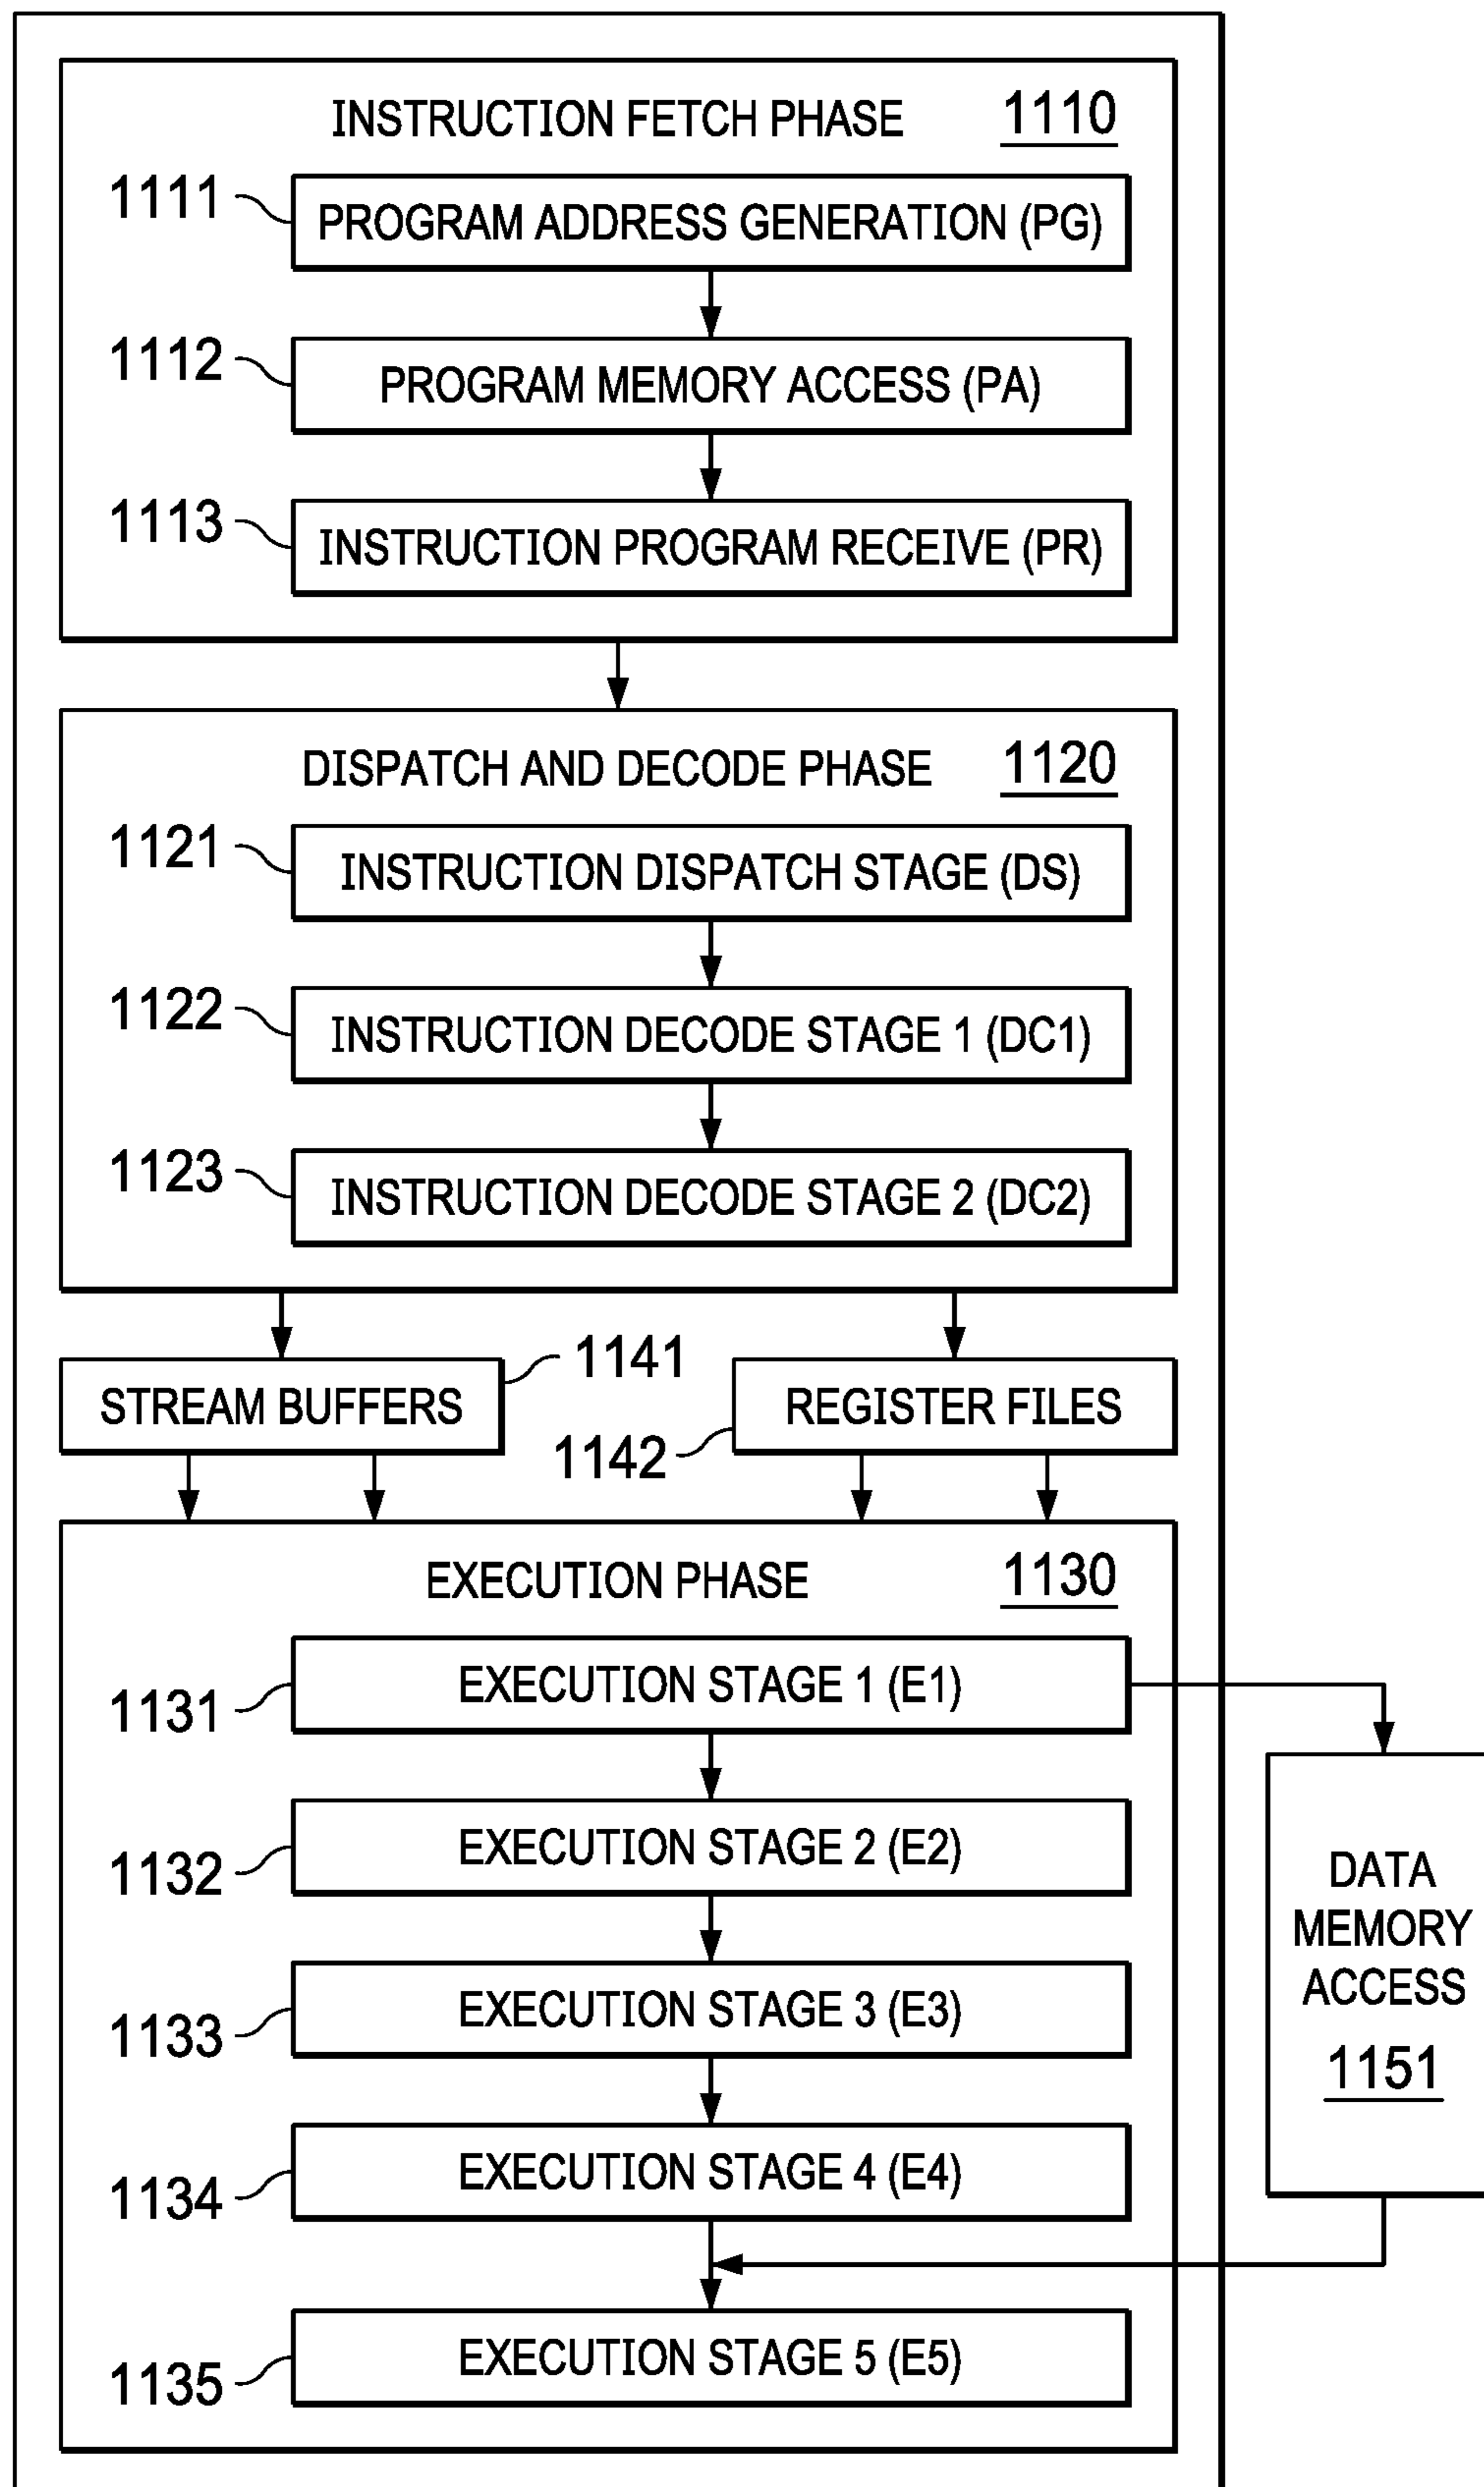 INSTRUCTION FETCH PHASE 1110
1111 PROGRAM ADDRESS GENERATION (PG)
1112 PROGRAM MEMORY ACCESS (PA)
1113 INSTRUCTION PROGRAM RECEIVE (PR)
DISPATCH AND DECODE PHASE 1120
1121 INSTRUCTION DISPATCH STAGE (DS)
1122 INSTRUCTION DECODE STAGE 1 (DC1)
1123 INSTRUCTION DECODE STAGE 2 (DC2)
STREAM BUFFERS
1141
REGISTER FILES
1142
EXECUTION PHASE 1130
1131 EXECUTION STAGE 1 (E1)
1132 EXECUTION STAGE 2 (E2)
1133 EXECUTION STAGE 3 (E3)
1134 EXECUTION STAGE 4 (E4)
1135 EXECUTION STAGE 5 (E5)
DATA
MEMORY
ACCESS
1151